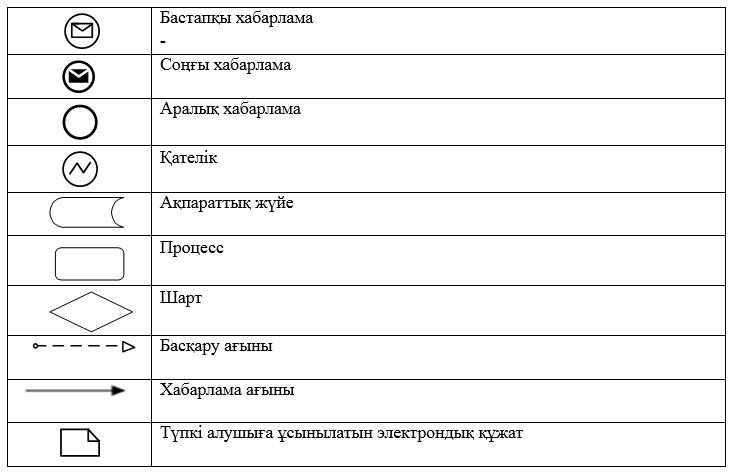 Бастапқы хабарлама
-
Соңғы хабарлама
Аралық хабарлама
Қателік
Ақпараттық жүйе
Процесс
Шарт
Басқару ағыны
Хабарлама ағыны
Түпкі алушыға ұсынылатын электрондық құжат